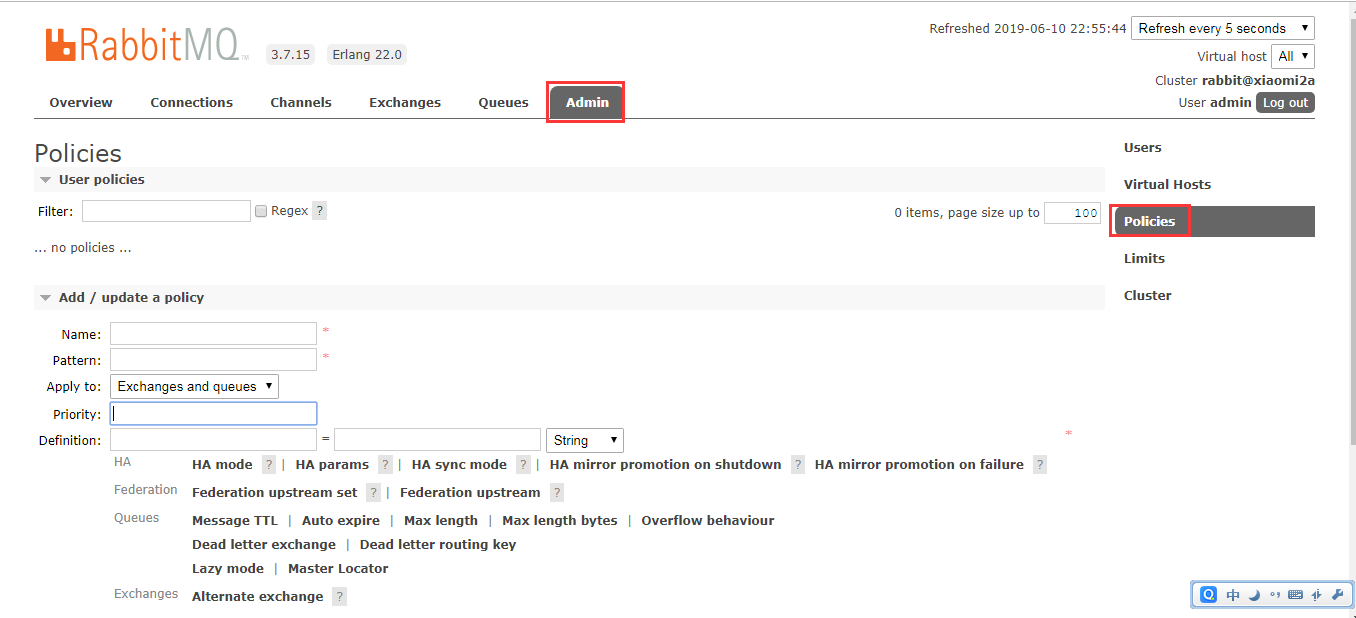 RabbitMQ TM 3.7.15 Erlang 22.0
Refreshed 2019-06-10 22:55:44 Refresh every 5 seconds
Virtual host All
Cluster rabbit@xiaomi2a
User admin Log out
Overview Connections Channels Exchanges Queues Admin
Policies
User policies
Filter: Regex ? 0 items, page size up to 100
... no policies ...
Add / update a policy
Name: *
Pattern: *
Apply to: Exchanges and queues
Priority:
Definition: = String *
HA HA mode ? | HA params ? | HA sync mode ? | HA mirror promotion on shutdown ? HA mirror promotion on failure ?
Federation Federation upstream set ? | Federation upstream ?
Queues Message TTL | Auto expire | Max length | Max length bytes | Overflow behaviour
Dead letter exchange | Dead letter routing key
Lazy mode | Master Locator
Exchanges Alternate exchange ?
Users
Virtual Hosts
Policies
Limits
Cluster
中